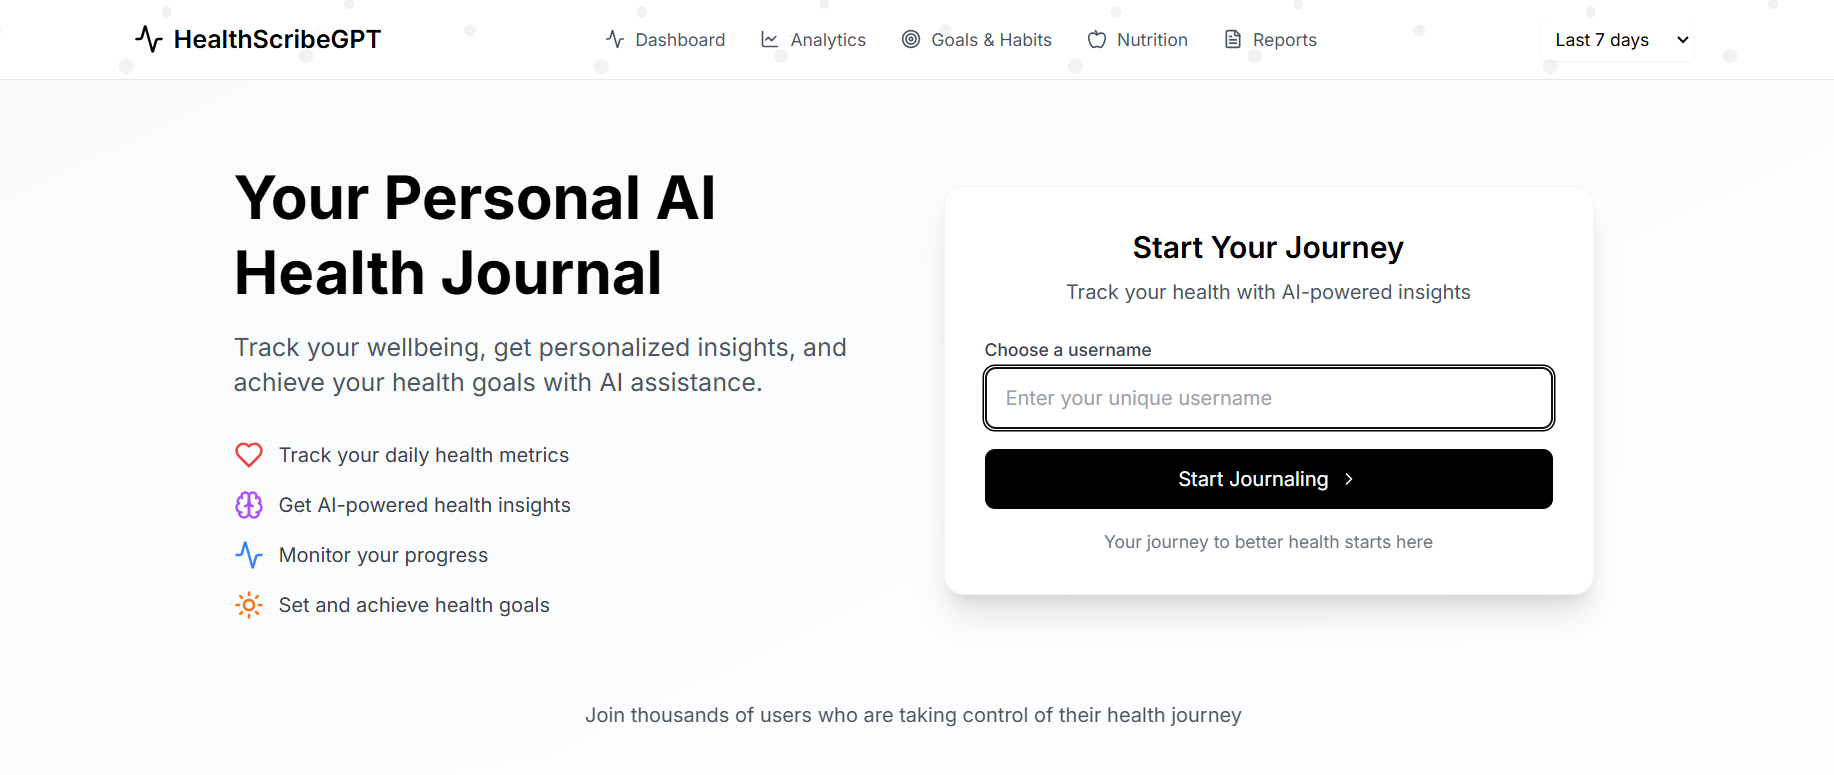 HealthScribeGPT
Dashboard
Analytics
Goals & Habits
Nutrition
Reports
Last 7 days
Your Personal AI
Health Journal
Track your wellbeing, get personalized insights, and
achieve your health goals with AI assistance.
Track your daily health metrics
Get AI-powered health insights
Monitor your progress
Set and achieve health goals
Start Your Journey
Track your health with AI-powered insights
Choose a username
Enter your unique username
Start Journaling
Your journey to better health starts here
Join thousands of users who are taking control of their health journey